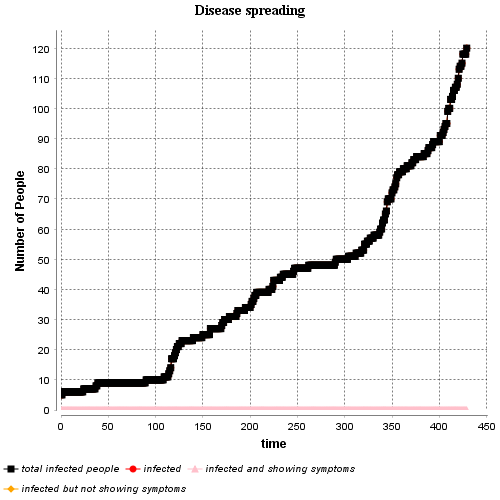 Disease spreading
Number of People
120
110
100
90
80
70
60
50
40
30
20
10
0
0 50 100 150 200 250 300 350 400 450
time
total infected people infected infected and showing symptoms
infected but not showing symptoms